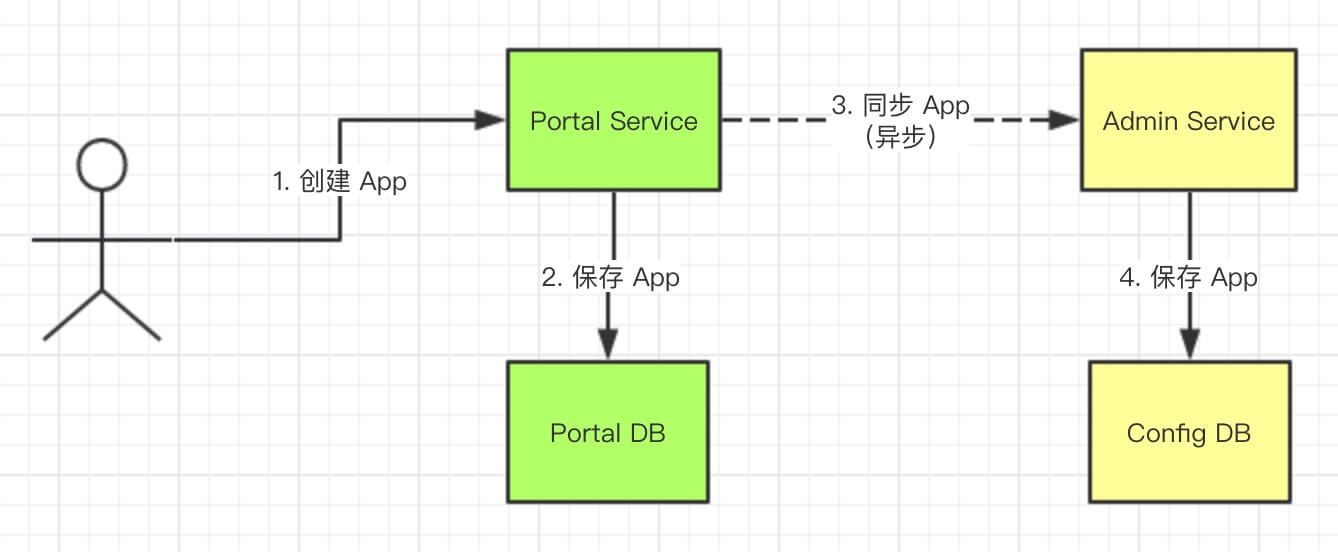 Portal Service
3. 同步 App
（异步）
Admin Service
1. 创建 App
2. 保存 App
4. 保存 App
Portal DB
Config DB